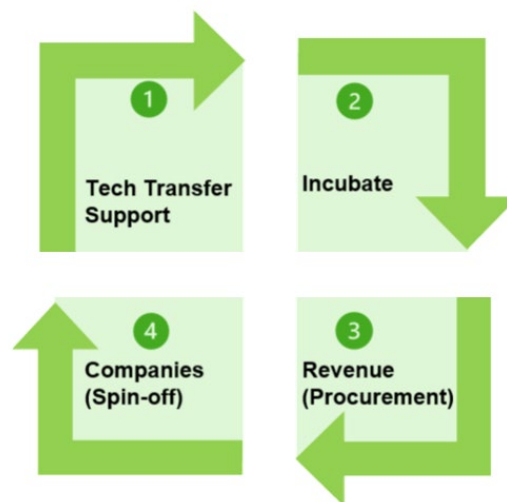 1
Tech Transfer
Support
2
Incubate
3
Revenue
(Procurement)
4
Companies
(Spin-off)